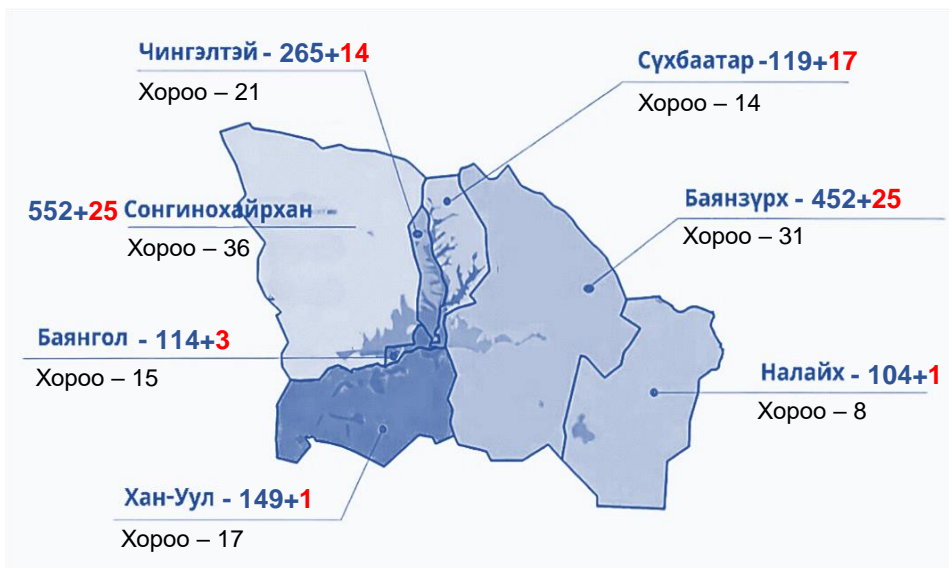 Чингэлтэй - 265+14
Хороо – 21
Сүхбаатар -119+17
Хороо – 14
552+25 Сонгинохайрхан
Хороо – 36
Баянзүрх - 452+25
Хороо – 31
Баянгол - 114+3
Хороо – 15
Налайх - 104+1
Хороо – 8
Хан-Уул - 149+1
Хороо – 17